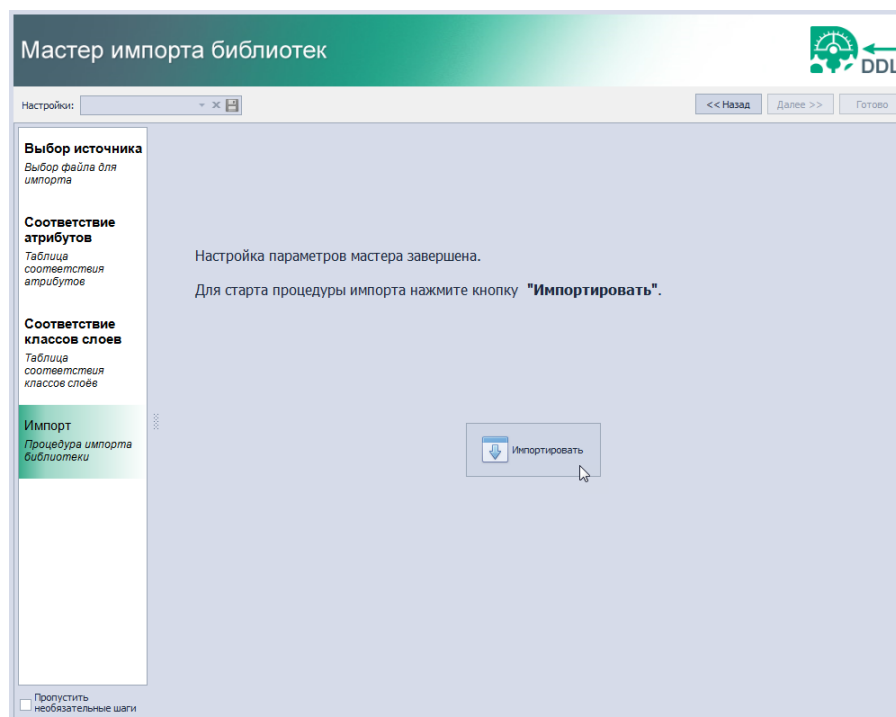 Мастер импорта библиотек
DDL
Настройки:
<< Назад
Далее >>
Готово
Выбор источника
Выбор файла для
импорта
Соответствие
атрибутов
Таблица
соответствия
атрибутов
Соответствие
классов слоев
Таблица
соответствия
классов слоёв
Импорт
Процедура импорта
библиотеки
Настройка параметров мастера завершена.
Для старта процедуры импорта нажмите кнопку "Импортировать".
Импортировать
Пропустить
необязательные шаги